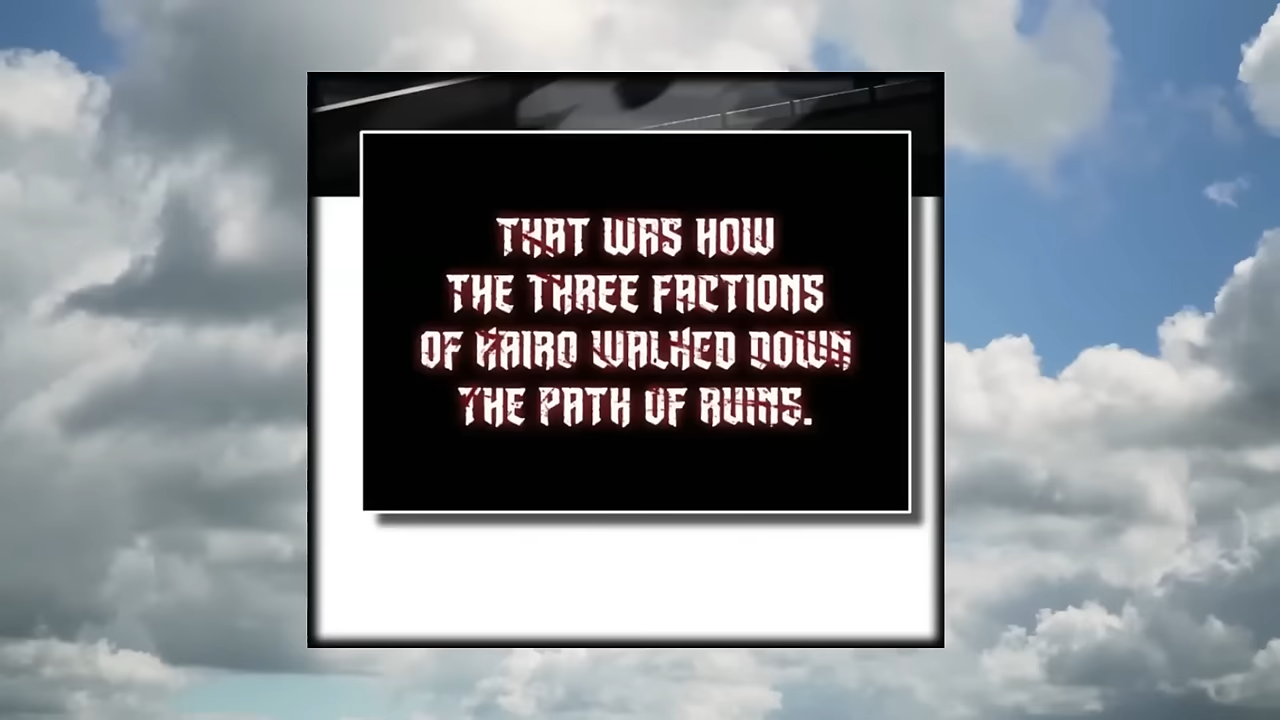 THAT WAS HOW
THE THREE FACTIONS
OF KAIRO WALKED DOWN
THE PATH OF RUINS.